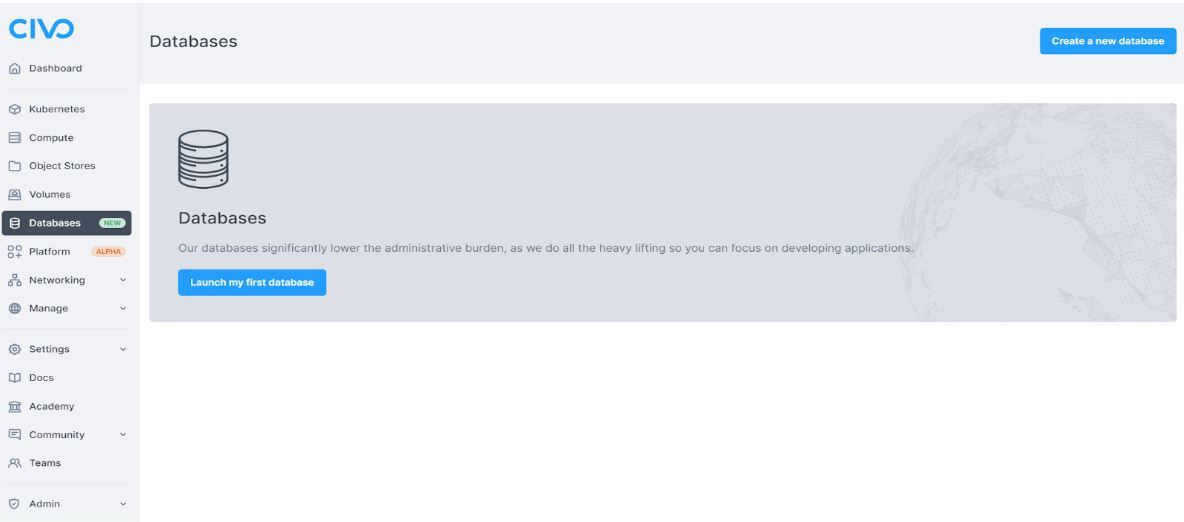 CIVO
Dashboard
Kubernetes
Compute
Object Stores
Volumes
Databases NEW
Platform ALPHA
Networking
Manage
Settings
Docs
Academy
Community
Teams
Admin
Databases
Create a new database
Databases
Our databases significantly lower the administrative burden, as we do all the heavy lifting so you can focus on developing applications.
Launch my first database